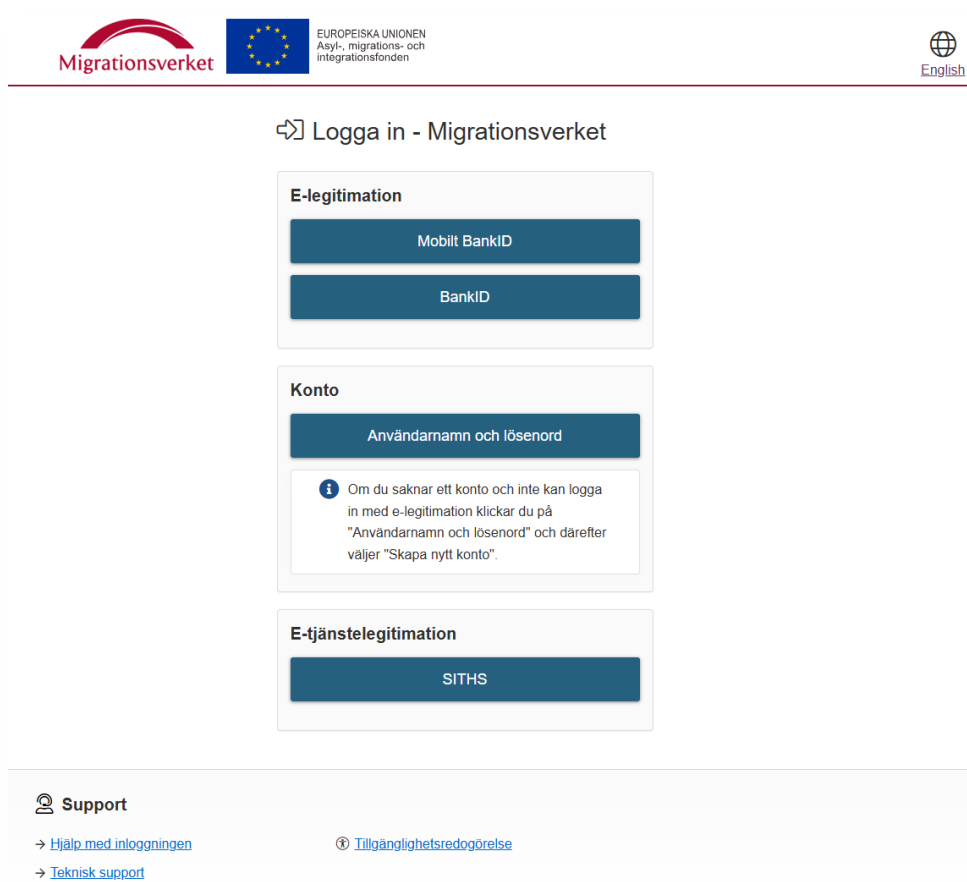 Migrationsverket
EUROPEISKA UNIONEN
Asyl-, migrations- och
integrationsfonden
English
Logga in - Migrationsverket
E-legitimation
Mobilt BankID
BankID
Konto
Användarnamn och lösenord
Om du saknar ett konto och inte kan logga
in med e-legitimation klickar du på
"Användarnamn och lösenord" och därefter
väljer "Skapa nytt konto".
E-tjänstelegitimation
SITHS
Support
Hjälp med inloggningen
Tillgänglighetsredogörelse
Teknisk support